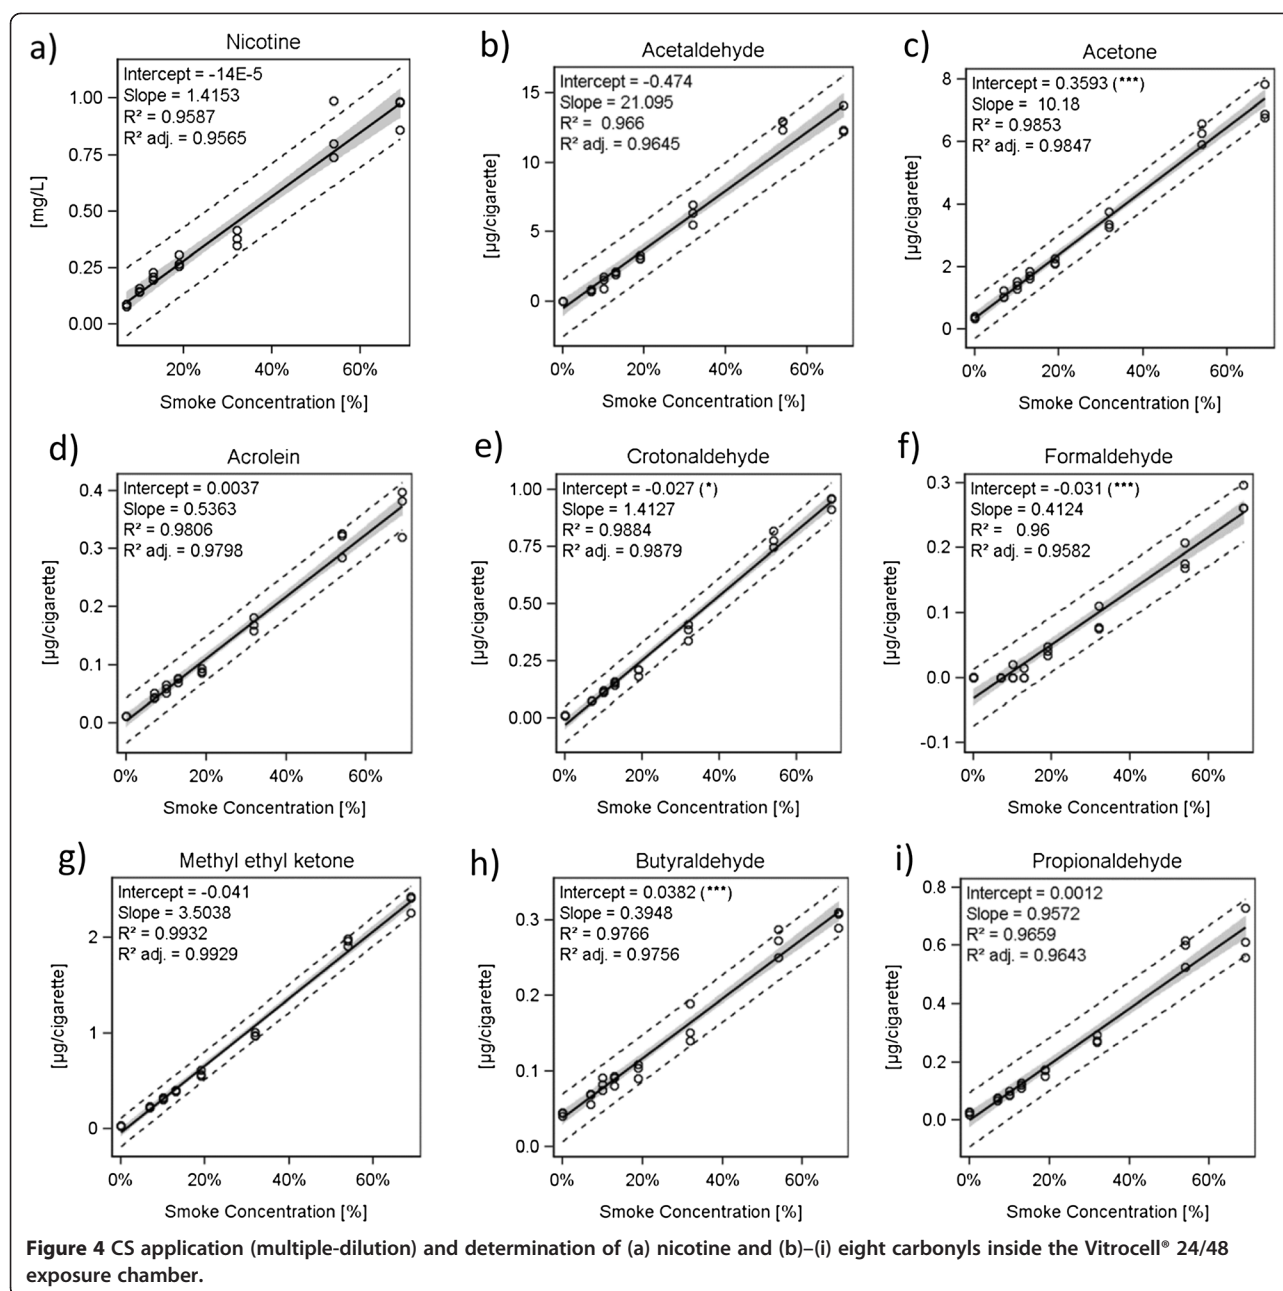 a)
Nicotine
Intercept = -14E-5
Slope = 1.4153
R² = 0.9587
R² adj. = 0.9565
[mg/L]
1.00
0.75
0.50
0.25
0.00
20% 40% 60%
Smoke Concentration [%]
b)
Acetaldehyde
Intercept = -0.474
Slope = 21.095
R² = 0.966
R² adj. = 0.9645
[µg/cigarette]
15
10
5
0
0% 20% 40% 60%
Smoke Concentration [%]
c)
Acetone
Intercept = 0.3593 (***)
Slope = 10.18
R² = 0.9853
R² adj. = 0.9847
[µg/cigarette]
8
6
4
2
0
0% 20% 40% 60%
Smoke Concentration [%]
d)
Acrolein
Intercept = 0.0037
Slope = 0.5363
R² = 0.9806
R² adj. = 0.9798
[µg/cigarette]
0.4
0.3
0.2
0.1
0.0
0% 20% 40% 60%
Smoke Concentration [%]
e)
Crotonaldehyde
Intercept = -0.027 (*)
Slope = 1.4127
R² = 0.9884
R² adj. = 0.9879
[µg/cigarette]
1.00
0.75
0.50
0.25
0.00
0% 20% 40% 60%
Smoke Concentration [%]
f)
Formaldehyde
Intercept = -0.031 (***)
Slope = 0.4124
R² = 0.96
R² adj. = 0.9582
[µg/cigarette]
0.3
0.2
0.1
0.0
-0.1
0% 20% 40% 60%
Smoke Concentration [%]
g)
Methyl ethyl ketone
Intercept = -0.041
Slope = 3.5038
R² = 0.9932
R² adj. = 0.9929
[µg/cigarette]
2
1
0
0% 20% 40% 60%
Smoke Concentration [%]
h)
Butyraldehyde
Intercept = 0.0382 (***)
Slope = 0.3948
R² = 0.9766
R² adj. = 0.9756
[µg/cigarette]
0.3
0.2
0.1
0.0
0% 20% 40% 60%
Smoke Concentration [%]
i)
Propionaldehyde
Intercept = 0.0012
Slope = 0.9572
R² = 0.9659
R² adj. = 0.9643
[µg/cigarette]
0.8
0.6
0.4
0.2
0.0
0% 20% 40% 60%
Smoke Concentration [%]
Figure 4 CS application (multiple-dilution) and determination of (a) nicotine and (b)–(i) eight carbonyls inside the Vitrocell® 24/48
exposure chamber.